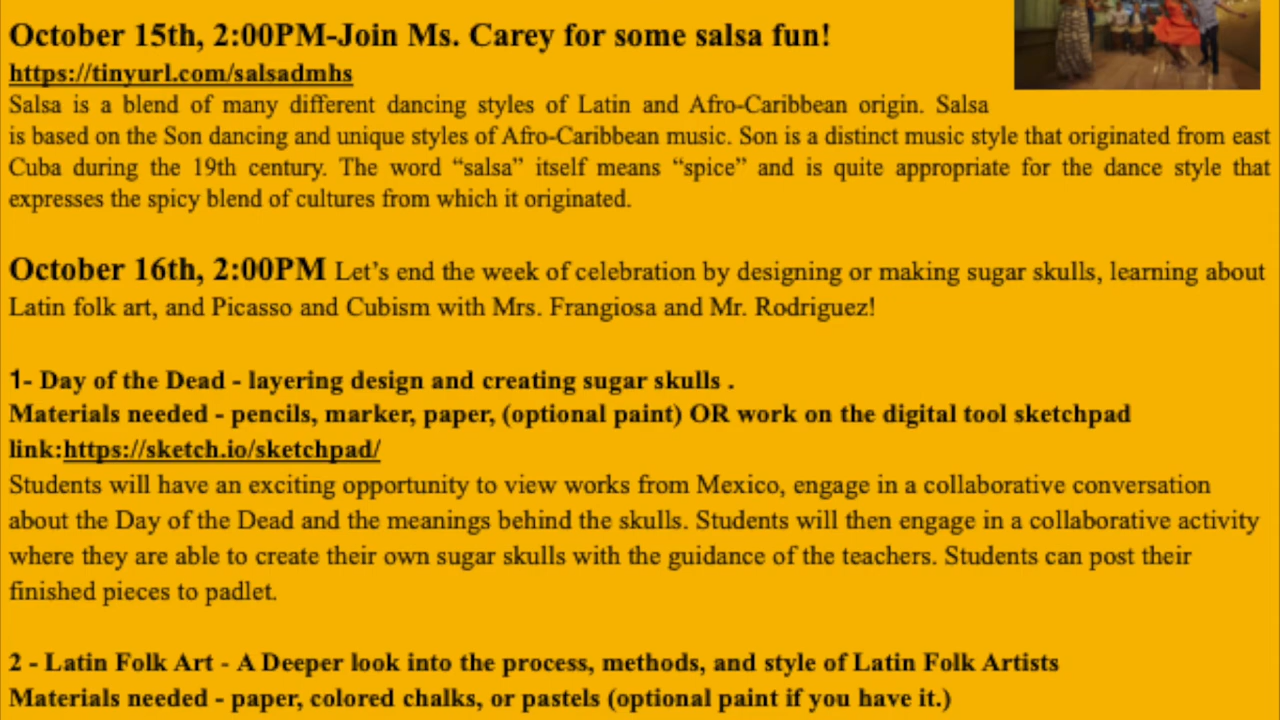 October 15th, 2:00PM-Join Ms. Carey for some salsa fun!
https://tinyurl.com/salsadmhs
Salsa is a blend of many different dancing styles of Latin and Afro-Caribbean origin. Salsa
is based on the Son dancing and unique styles of Afro-Caribbean music. Son is a distinct music style that originated from east
Cuba during the 19th century. The word “salsa” itself means “spice” and is quite appropriate for the dance style that
expresses the spicy blend of cultures from which it originated.
October 16th, 2:00PM Let’s end the week of celebration by designing or making sugar skulls, learning about
Latin folk art, and Picasso and Cubism with Mrs. Frangiosa and Mr. Rodriguez!
1- Day of the Dead - layering design and creating sugar skulls .
Materials needed - pencils, marker, paper, (optional paint) OR work on the digital tool sketchpad
link:https://sketch.io/sketchpad/
Students will have an exciting opportunity to view works from Mexico, engage in a collaborative conversation
about the Day of the Dead and the meanings behind the skulls. Students will then engage in a collaborative activity
where they are able to create their own sugar skulls with the guidance of the teachers. Students can post their
finished pieces to padlet.
2 - Latin Folk Art - A Deeper look into the process, methods, and style of Latin Folk Artists
Materials needed - paper, colored chalks, or pastels (optional paint if you have it.)